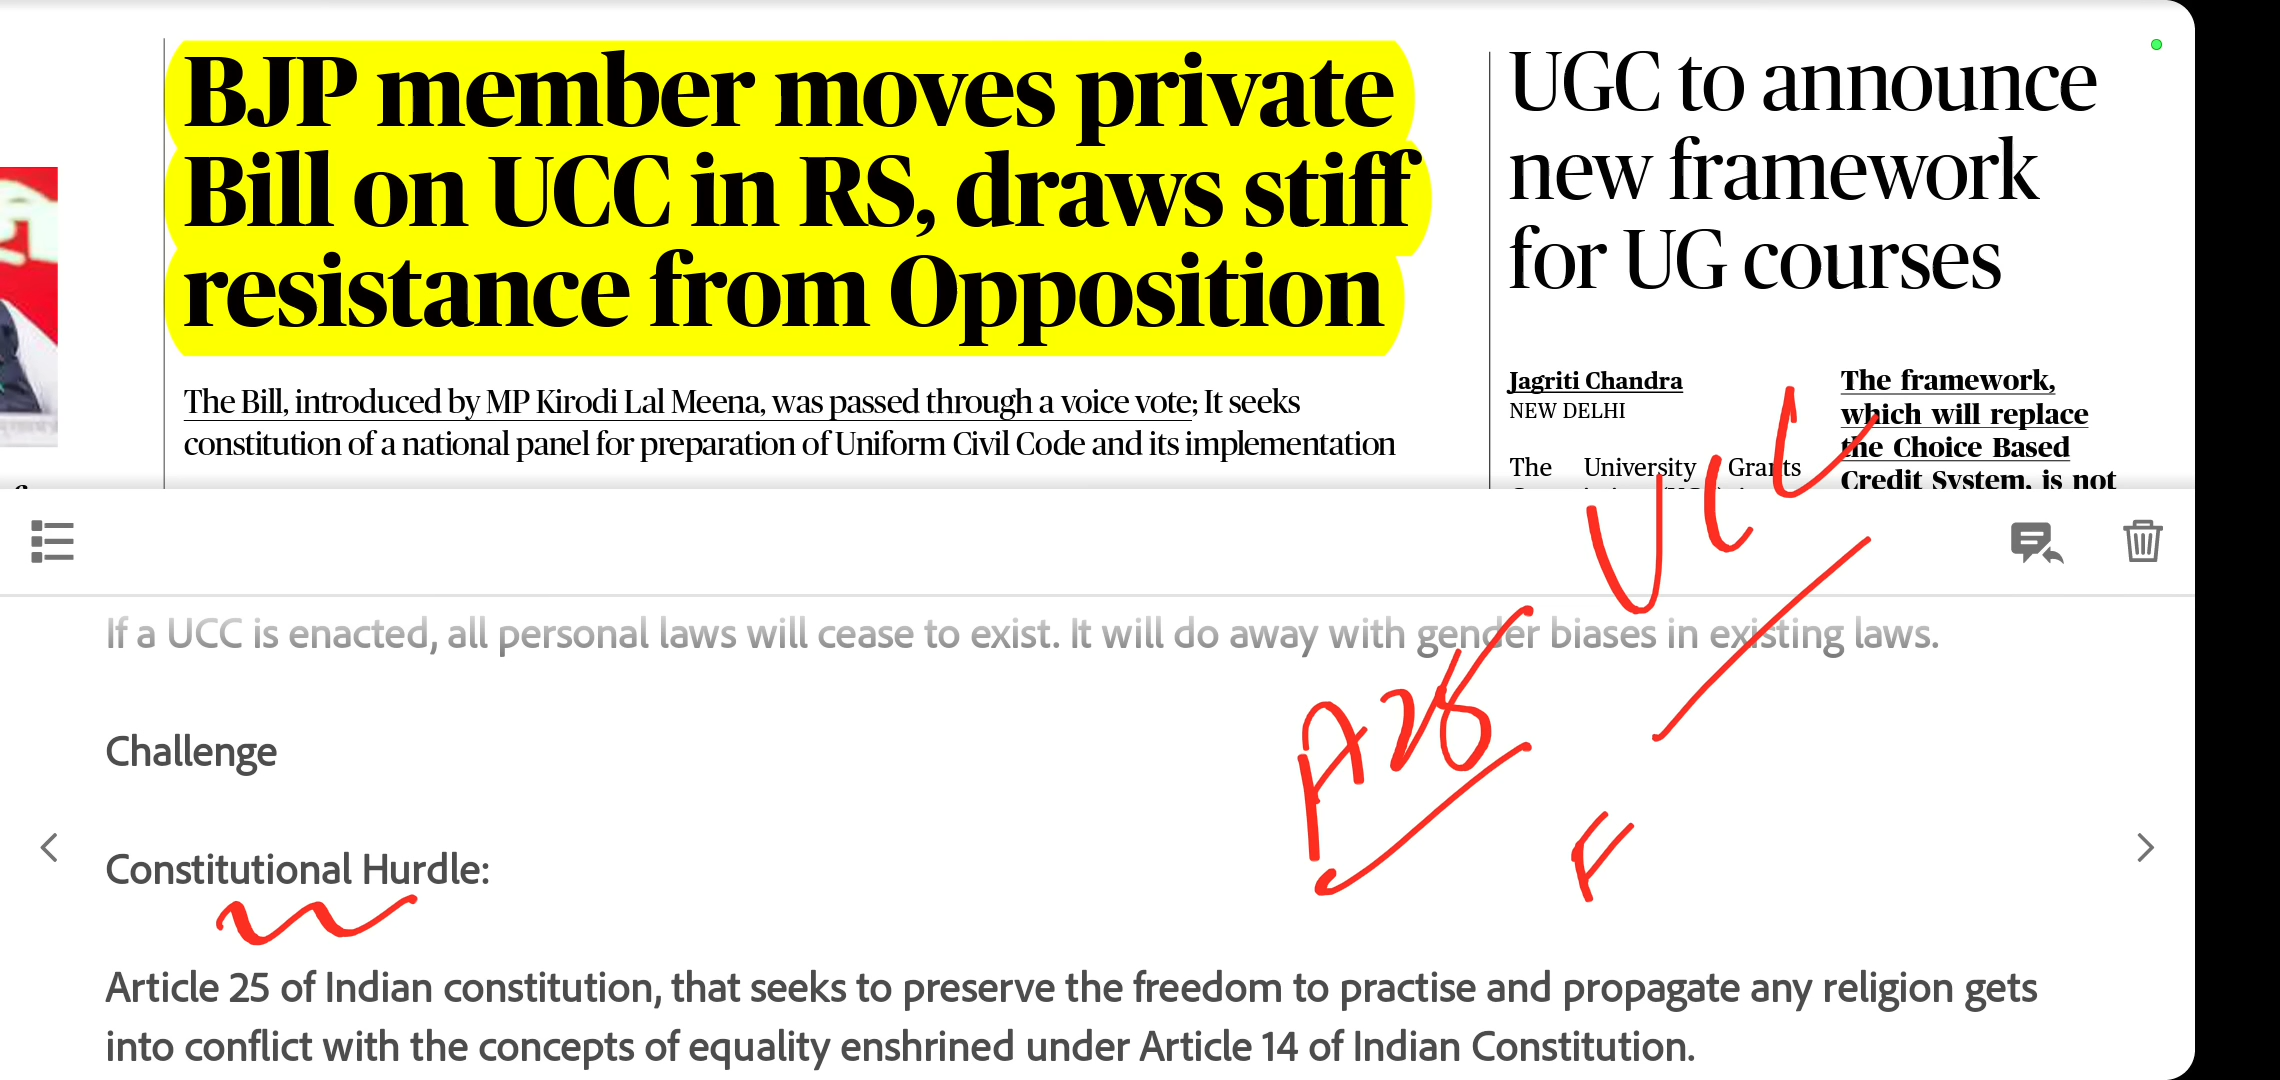 BJP member moves private
Bill on UCC in RS, draws stiff
resistance from Opposition
The Bill, introduced by MP Kirodi Lal Meena, was passed through a voice vote; It seeks
constitution of a national panel for preparation of Uniform Civil Code and its implementation
UGC to announce
new framework
for UG courses
Jagriti Chandra
NEW DELHI
The University Grants
The framework,
which will replace
the Choice Based
Credit System, is not
UCC
If a UCC is enacted, all personal laws will cease to exist. It will do away with gender biases in existing laws.
A25
F
Challenge
Constitutional Hurdle:
Article 25 of Indian constitution, that seeks to preserve the freedom to practise and propagate any religion gets
into conflict with the concepts of equality enshrined under Article 14 of Indian Constitution.